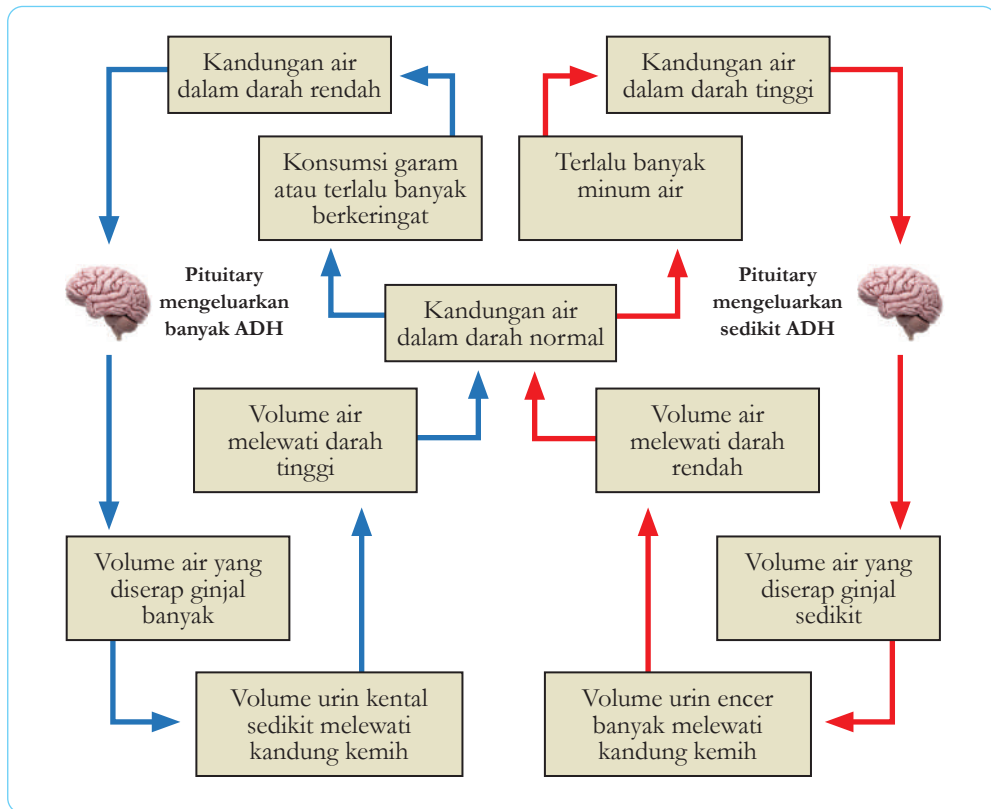 Kandungan air
dalam darah rendah
Kandungan air
dalam darah tinggi
Konsumsi garam
atau terlalu banyak
berkeringat
Terlalu banyak
minum air
Pituitary
mengeluarkan
banyak ADH
Kandungan air
dalam darah normal
Pituitary
mengeluarkan
sedikit ADH
Volume air
melewati darah
tinggi
Volume air
melewati darah
rendah
Volume air yang
diserap ginjal
banyak
Volume air yang
diserap ginjal
sedikit
Volume urin kental
sedikit melewati
kandung kemih
Volume urin encer
banyak melewati
kandung kemih